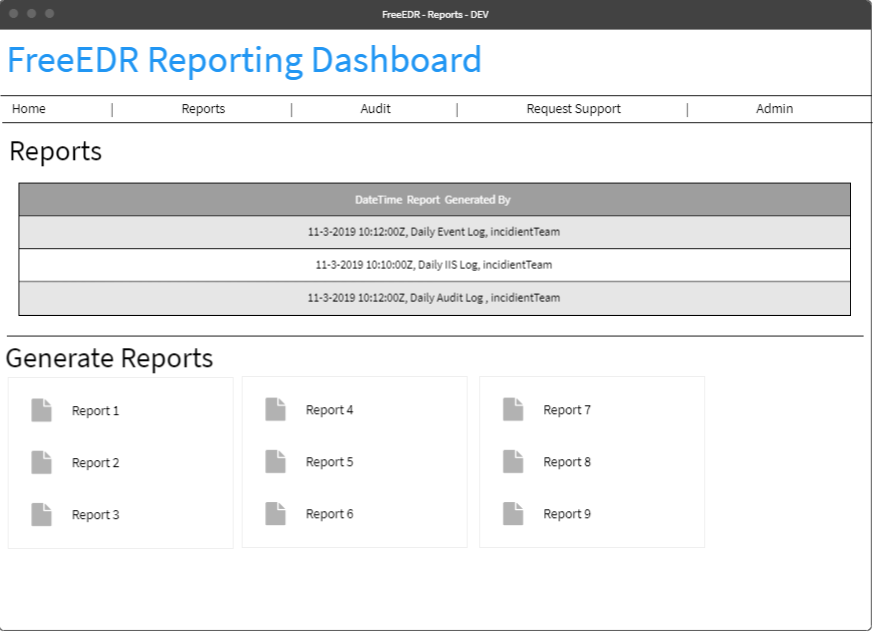 FreeEDR - Reports - DEV
FreeEDR Reporting Dashboard
Home | Reports | Audit | Request Support | Admin
Reports
DateTime Report Generated By
11-3-2019 10:12:00Z, Daily Event Log, incidientTeam
11-3-2019 10:10:00Z, Daily IIS Log, incidientTeam
11-3-2019 10:12:00Z, Daily Audit Log , incidientTeam
Generate Reports
Report 1
Report 2
Report 3
Report 4
Report 5
Report 6
Report 7
Report 8
Report 9